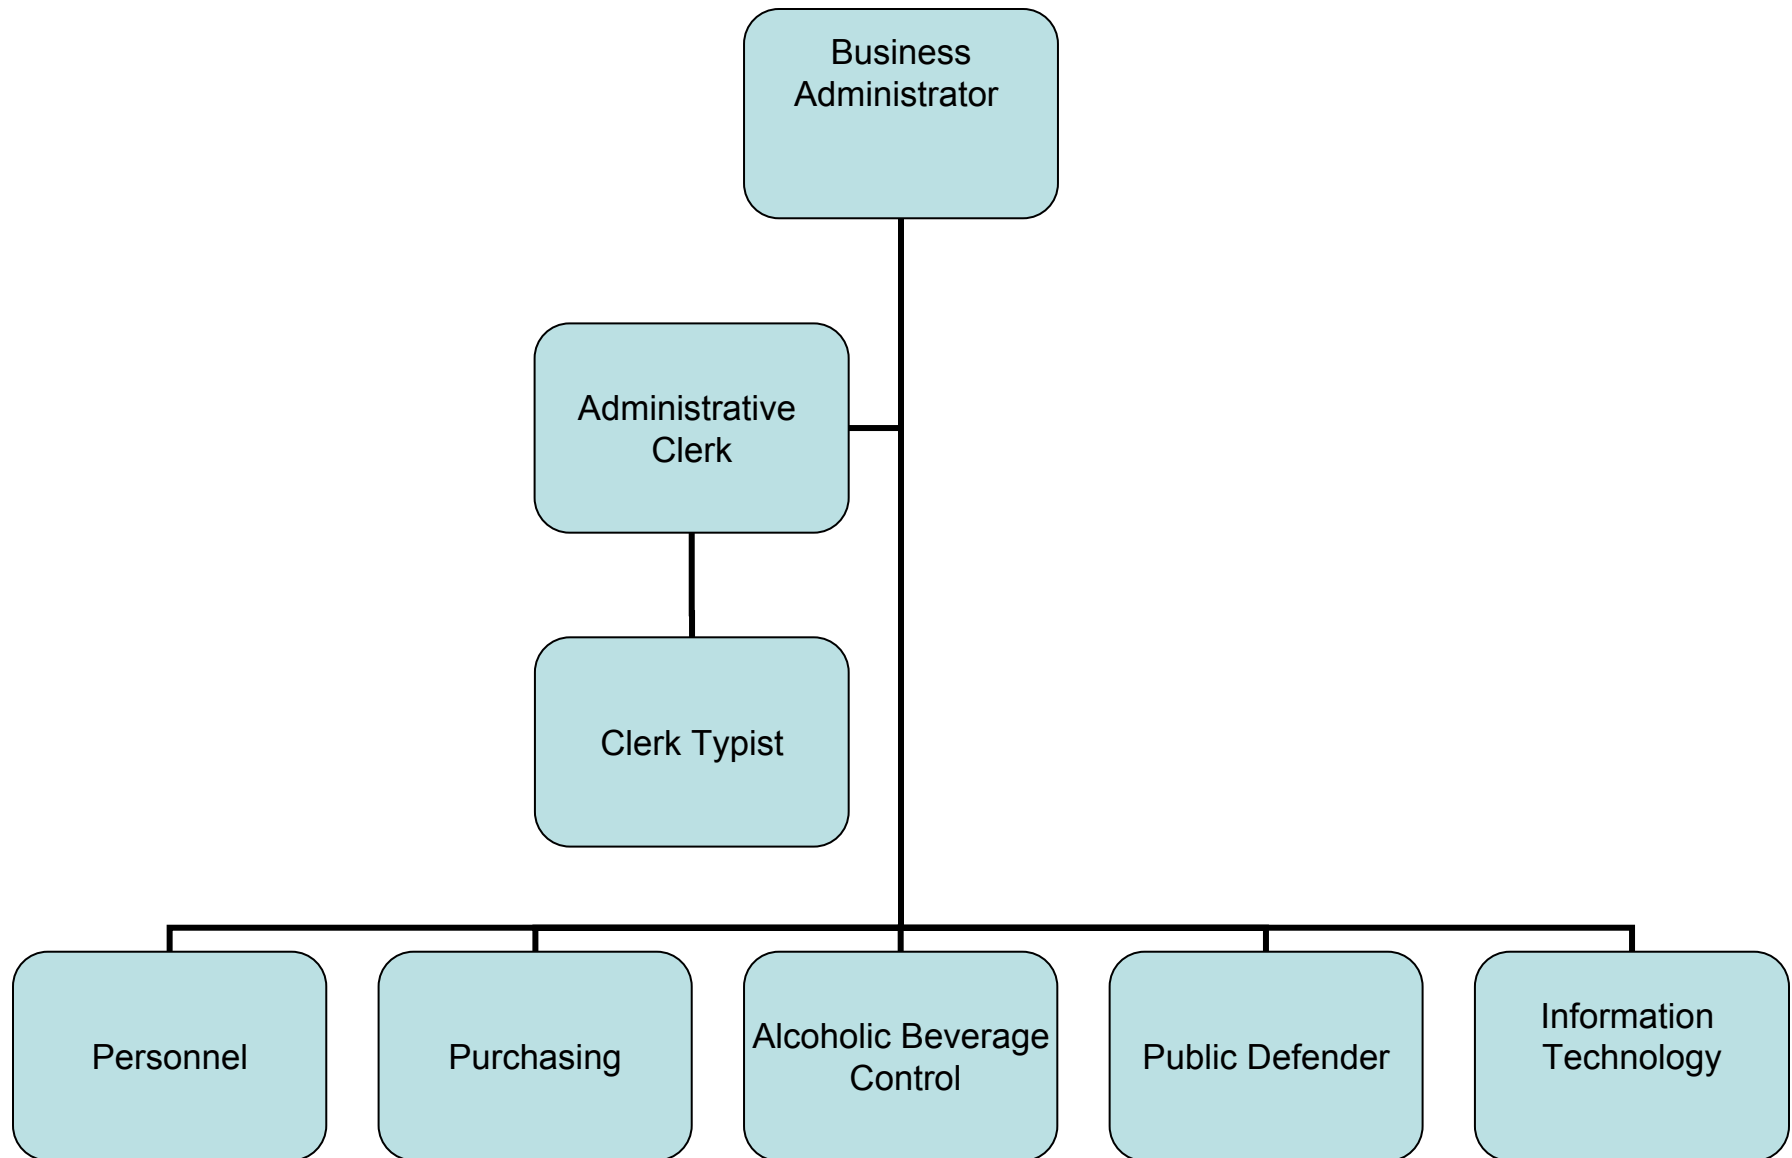 Business
Administrator
Administrative
Clerk
Clerk Typist
Personnel
Purchasing
Alcoholic Beverage
Control
Public Defender
Information
Technology